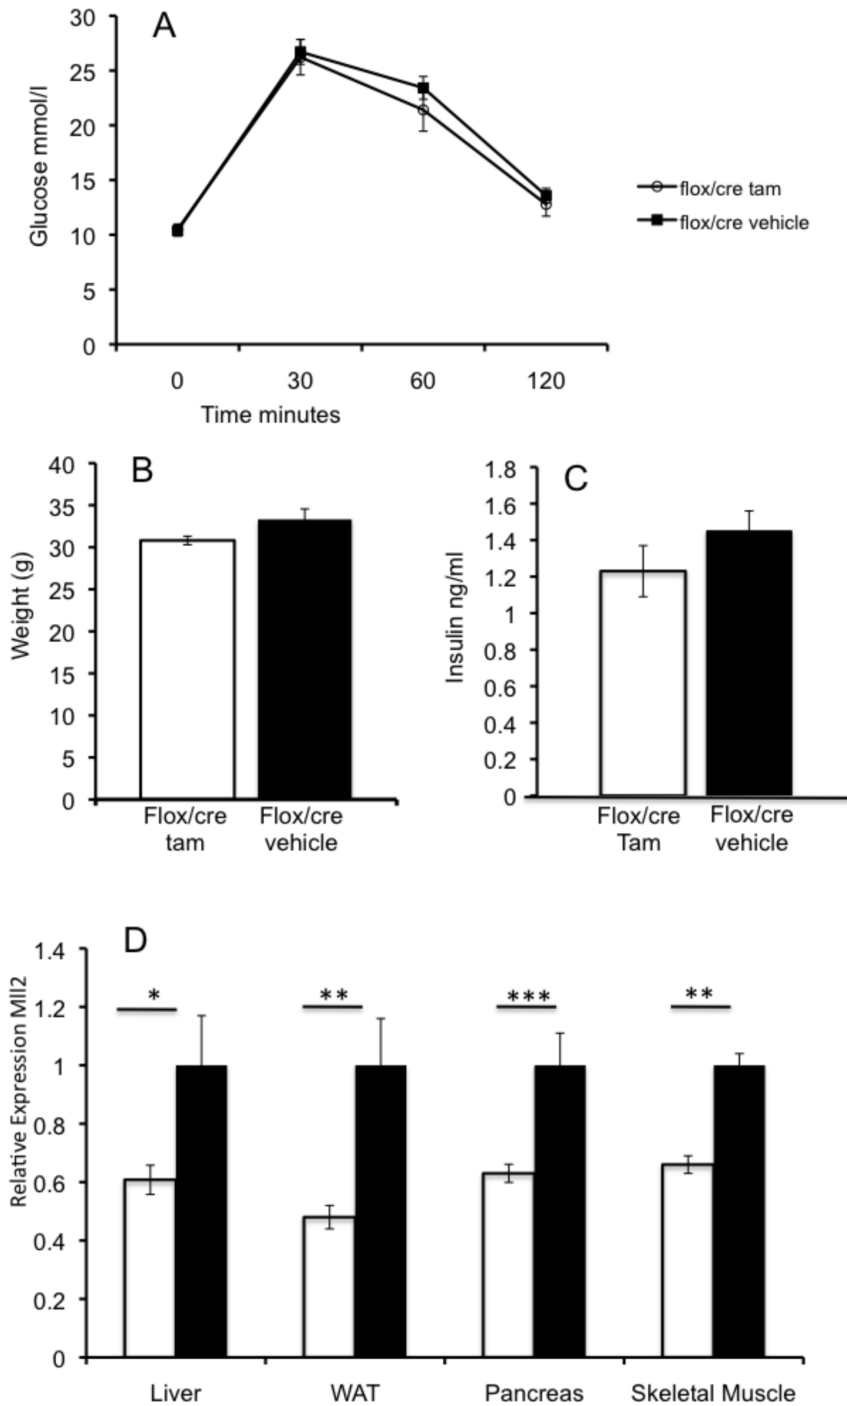 A
30
25
20
15
10
5
0
Glucose mmol/l
0 30 60 120
Time minutes
flox/cre tam
flox/cre vehicle
B
40
35
30
25
20
15
10
5
0
Weight (g)
Flox/cre Flox/cre
tam vehicle
C
1.8
1.6
1.4
1.2
1
0.8
0.6
0.4
0.2
0
Insulin ng/ml
Flox/cre Flox/cre
Tam vehicle
D
1.4
1.2
1
0.8
0.6
0.4
0.2
0
Relative Expression Mll2
* ** *** **
Liver WAT Pancreas Skeletal Muscle